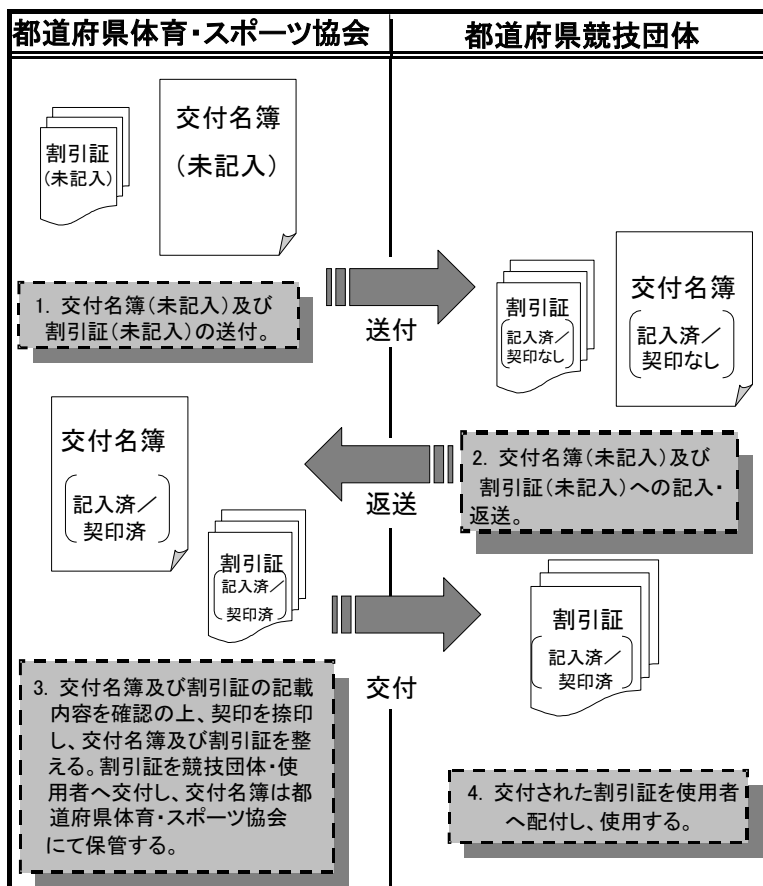 都道府県体育・スポーツ協会
都道府県競技団体
割引証
(未記入)
交付名簿
(未記入)
1. 交付名簿(未記入)及び
割引証(未記入)の送付。
送付
割引証
記入済/
契印なし
交付名簿
記入済/
契印なし
交付名簿
記入済/
契印済
返送
2. 交付名簿(未記入)及び
割引証(未記入)への記入・
返送。
割引証
記入済/
契印済
割引証
記入済/
契印済
交付
3. 交付名簿及び割引証の記載
内容を確認の上、契印を捺印
し、交付名簿及び割引証を整
える。割引証を競技団体・使
用者へ交付し、交付名簿は都
道府県体育・スポーツ協会
にて保管する。
4. 交付された割引証を使用者
へ配付し、使用する。